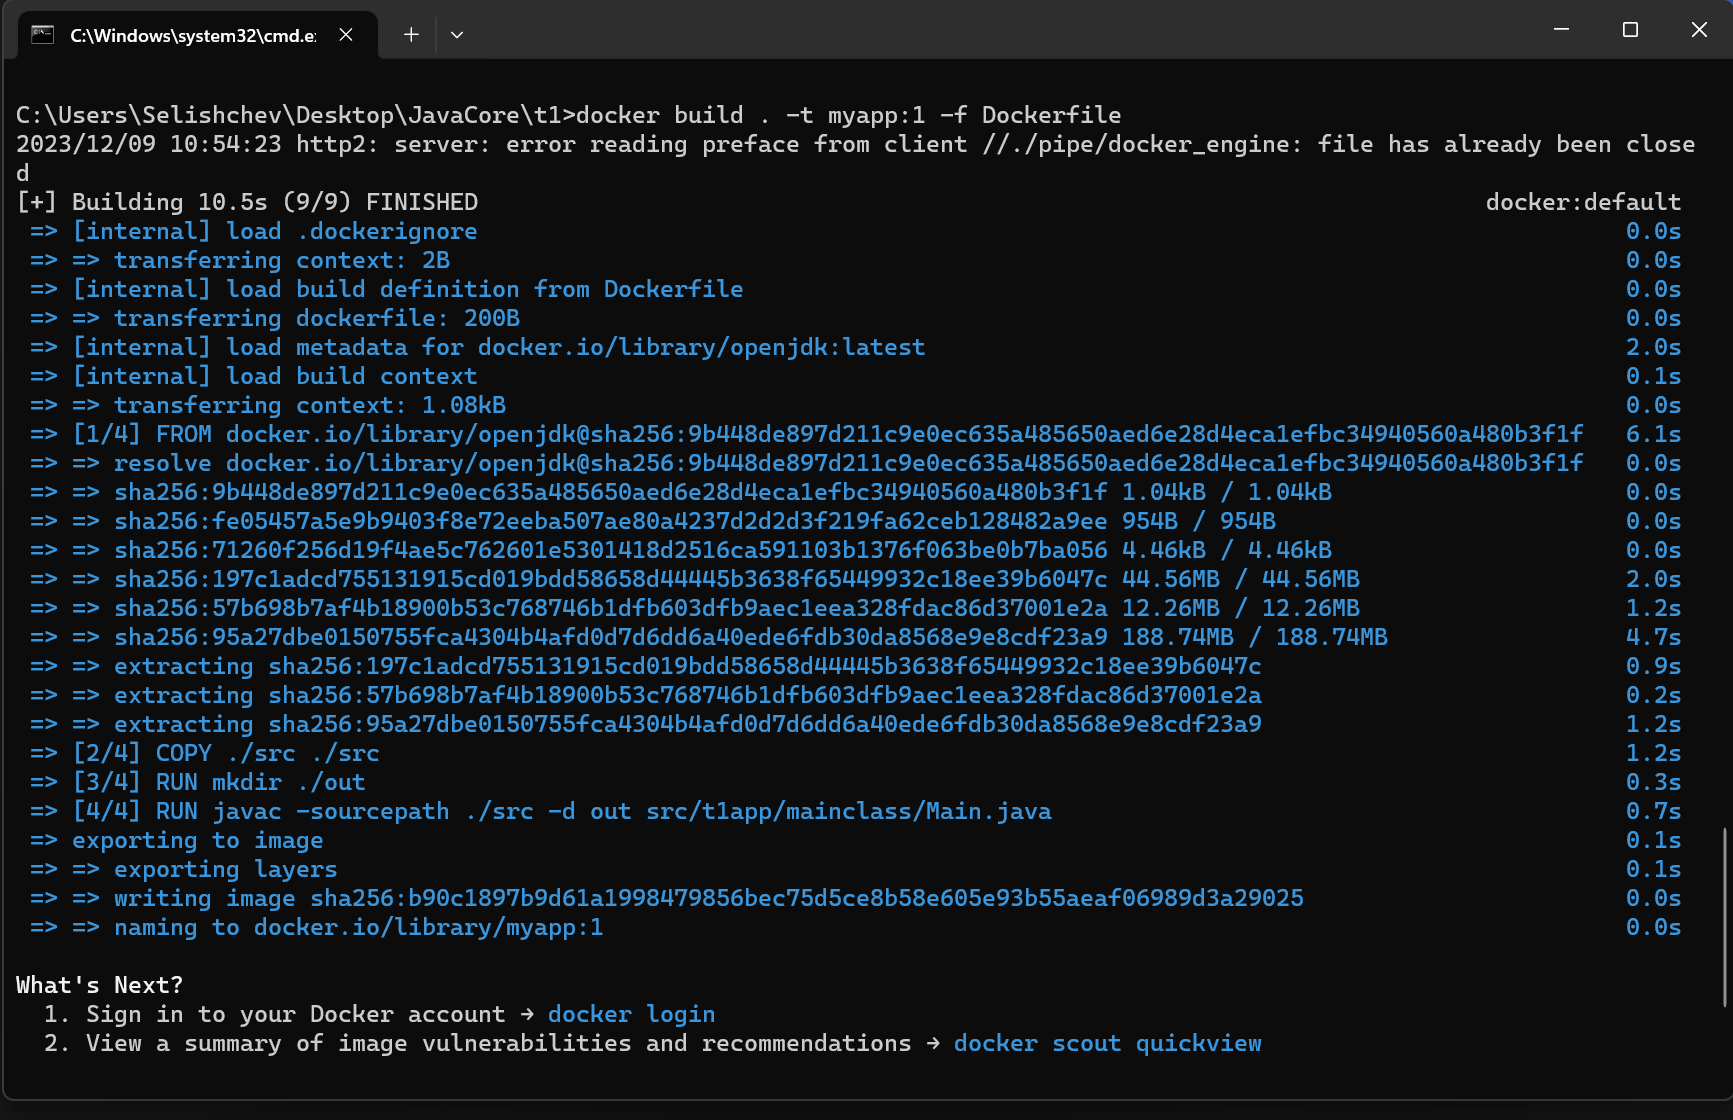 C:\Windows\system32\cmd.e:
C:\Users\Selishchev\Desktop\JavaCore\t1>docker build . -t myapp:1 -f Dockerfile
2023/12/09 10:54:23 http2: server: error reading preface from client //./pipe/docker_engine: file has already been close
d
[+] Building 10.5s (9/9) FINISHED docker:default
=> [internal] load .dockerignore 0.0s
=> => transferring context: 2B 0.0s
=> [internal] load build definition from Dockerfile 0.0s
=> => transferring dockerfile: 200B 0.0s
=> [internal] load metadata for docker.io/library/openjdk:latest 2.0s
=> [internal] load build context 0.1s
=> => transferring context: 1.08kB 0.0s
=> [1/4] FROM docker.io/library/openjdk@sha256:9b448de897d211c9e0ec635a485650aed6e28d4eca1efbc34940560a480b3f1f 6.1s
=> => resolve docker.io/library/openjdk@sha256:9b448de897d211c9e0ec635a485650aed6e28d4eca1efbc34940560a480b3f1f 0.0s
=> => sha256:9b448de897d211c9e0ec635a485650aed6e28d4eca1efbc34940560a480b3f1f 1.04kB / 1.04kB 0.0s
=> => sha256:fe05457a5e9b9403f8e72eeba507ae80a4237d2d2d3f219fa62ceb128482a9ee 954B / 954B 0.0s
=> => sha256:71260f256d19f4ae5c762601e5301418d2516ca591103b1376f063be0b7ba056 4.46kB / 4.46kB 0.0s
=> => sha256:197c1adcd755131915cd019bdd58658d44445b3638f65449932c18ee39b6047c 44.56MB / 44.56MB 2.0s
=> => sha256:57b698b7af4b18900b53c768746b1dfb603dfb9aec1eea328fdac86d37001e2a 12.26MB / 12.26MB 1.2s
=> => sha256:95a27dbe0150755fca4304b4afd0d7d6dd6a40ede6fdb30da8568e9e8cdf23a9 188.74MB / 188.74MB 4.7s
=> => extracting sha256:197c1adcd755131915cd019bdd58658d44445b3638f65449932c18ee39b6047c 0.9s
=> => extracting sha256:57b698b7af4b18900b53c768746b1dfb603dfb9aec1eea328fdac86d37001e2a 0.2s
=> => extracting sha256:95a27dbe0150755fca4304b4afd0d7d6dd6a40ede6fdb30da8568e9e8cdf23a9 1.2s
=> [2/4] COPY ./src ./src 1.2s
=> [3/4] RUN mkdir ./out 0.3s
=> [4/4] RUN javac -sourcepath ./src -d out src/t1app/mainclass/Main.java 0.7s
=> exporting to image 0.1s
=> => exporting layers 0.1s
=> => writing image sha256:b90c1897b9d61a1998479856bec75d5ce8b58e605e93b55aeaf06989d3a29025 0.0s
=> => naming to docker.io/library/myapp:1 0.0s
What's Next?
1. Sign in to your Docker account → docker login
2. View a summary of image vulnerabilities and recommendations → docker scout quickview